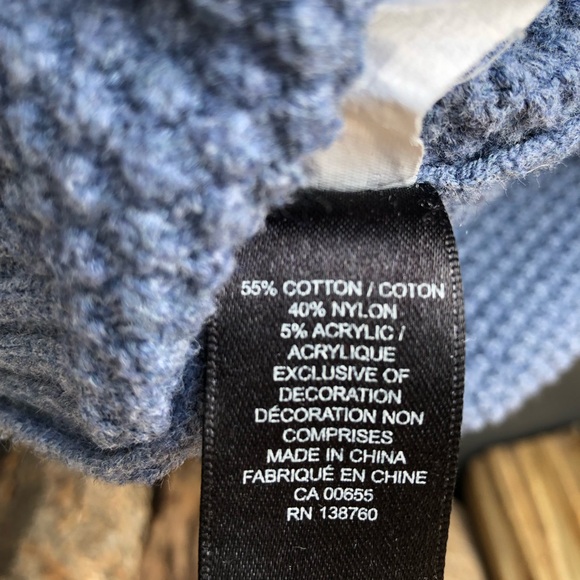 55% COTTON / COTON
40% NYLON
5% ACRYLIC /
ACRYLIQUE
EXCLUSIVE OF
DECORATION
DÉCORATION NON
COMPRISES
MADE IN CHINA
FABRIQUÉ EN CHINE
CA 00655
RN 138760